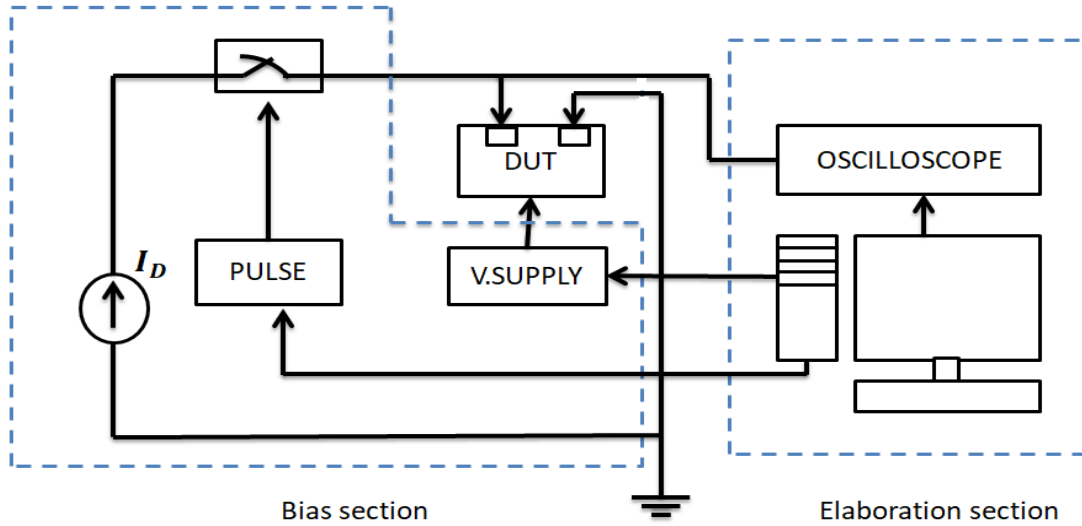 DUT
OSCILLOSCOPE
I_D
PULSE
V.SUPPLY
Bias section
Elaboration section